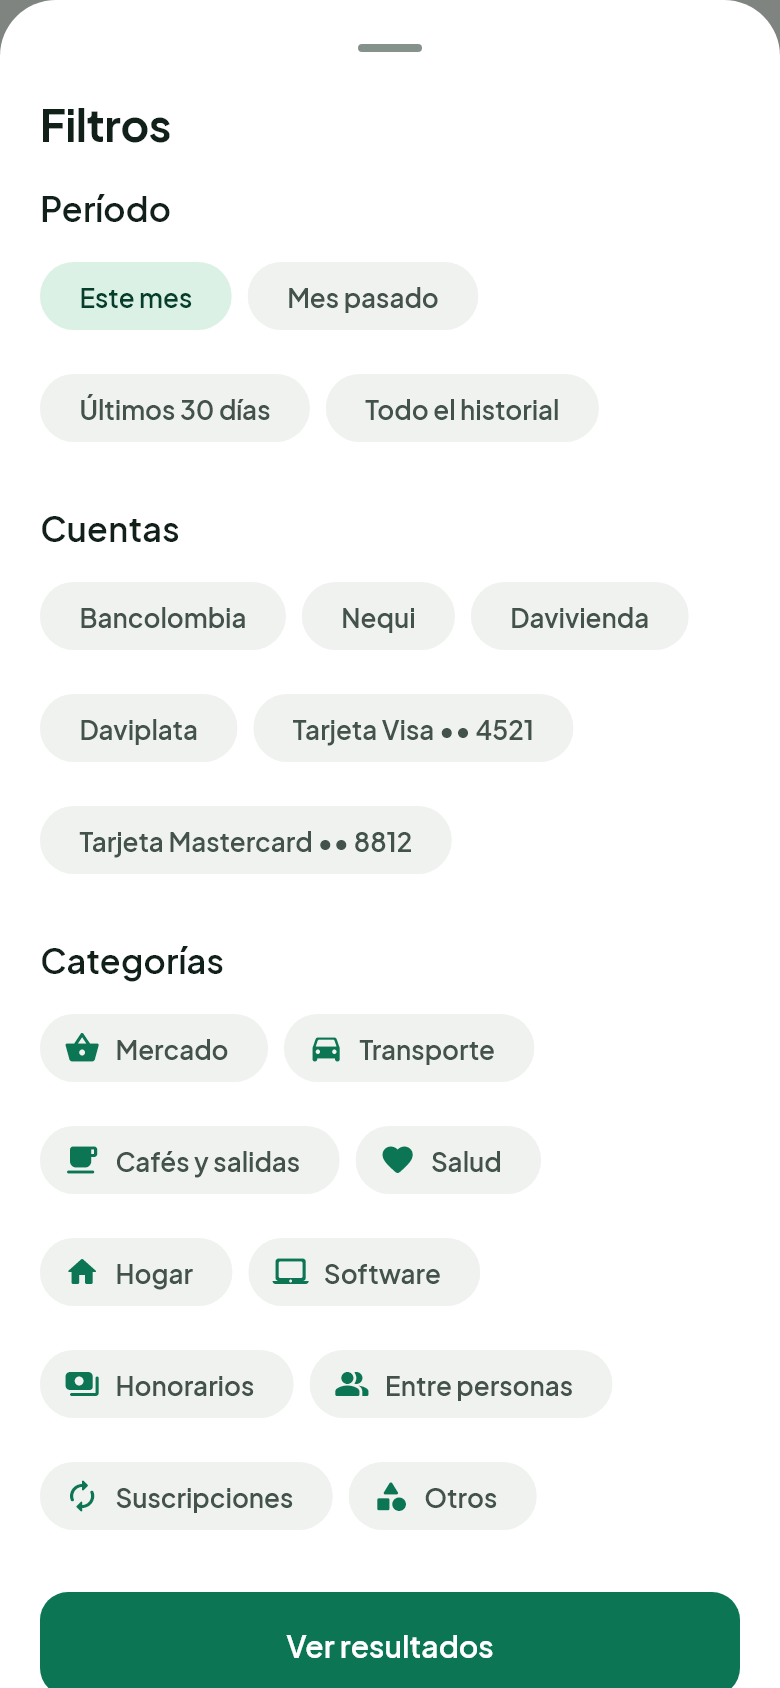 Filtros
Período
Este mes Mes pasado
Últimos 30 días Todo el historial
Cuentas
Bancolombia Nequi Davivienda
Daviplata Tarjeta Visa •• 4521
Tarjeta Mastercard •• 8812
Categorías
Mercado Transporte
Cafés y salidas Salud
Hogar Software
Honorarios Entre personas
Suscripciones Otros
Ver resultados